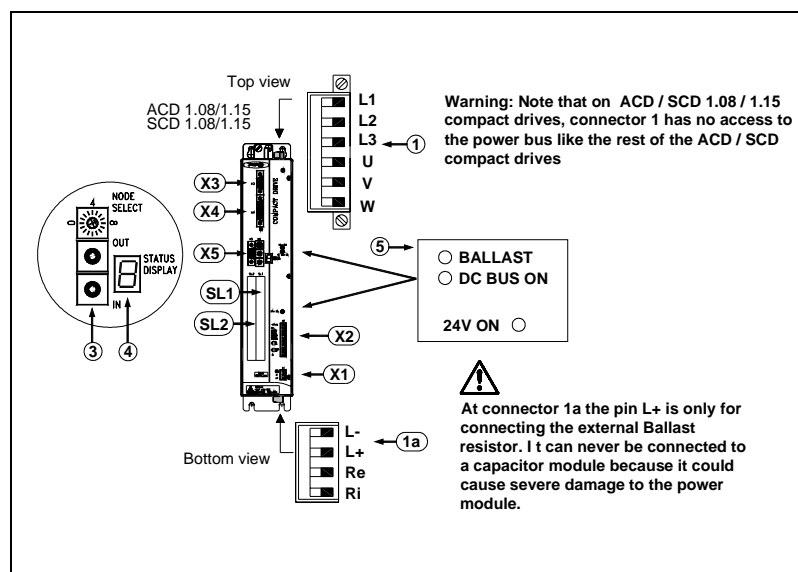 Top view
ACD 1.08/1.15
SCD 1.08/1.15
L1
L2
L3
U
V
W
1
Warning: Note that on ACD / SCD 1.08 / 1.15
compact drives, connector 1 has no access to
the power bus like the rest of the ACD / SCD
compact drives
4
NODE
SELECT
0
8
OUT
STATUS
DISPLAY
IN
3
4
X3
X4
X5
SL1
SL2
COMPACT DRIVE
X2
X1
5
BALLAST
DC BUS ON
24V ON
At connector 1a the pin L+ is only for
connecting the external Ballast
resistor. I t can never be connected to
a capacitor module because it could
cause severe damage to the power
module.
Bottom view
L-
L+
Re
Ri
1a